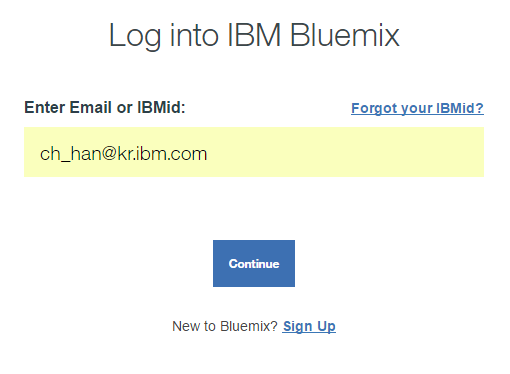 Log into IBM Bluemix
Enter Email or IBMid: Forgot your IBMid?
ch_han@kr.ibm.com
Continue
New to Bluemix? Sign Up